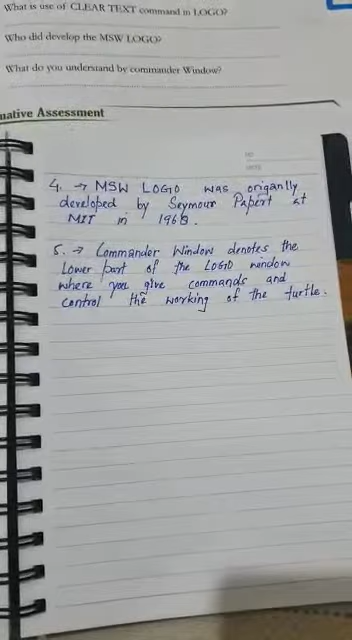 What is use of CLEAR TEXT command in LOGO?
Who did develop the MSW LOGO?
What do you understand by commander Window?
native Assessment
4. → MSW LOGO was origanlly
developed by Seymour Papert at
MIT in 1968.
5. → Commander Window denotes the
Lower part of the LOGO window
where you give commands and
control the working of the turtle.